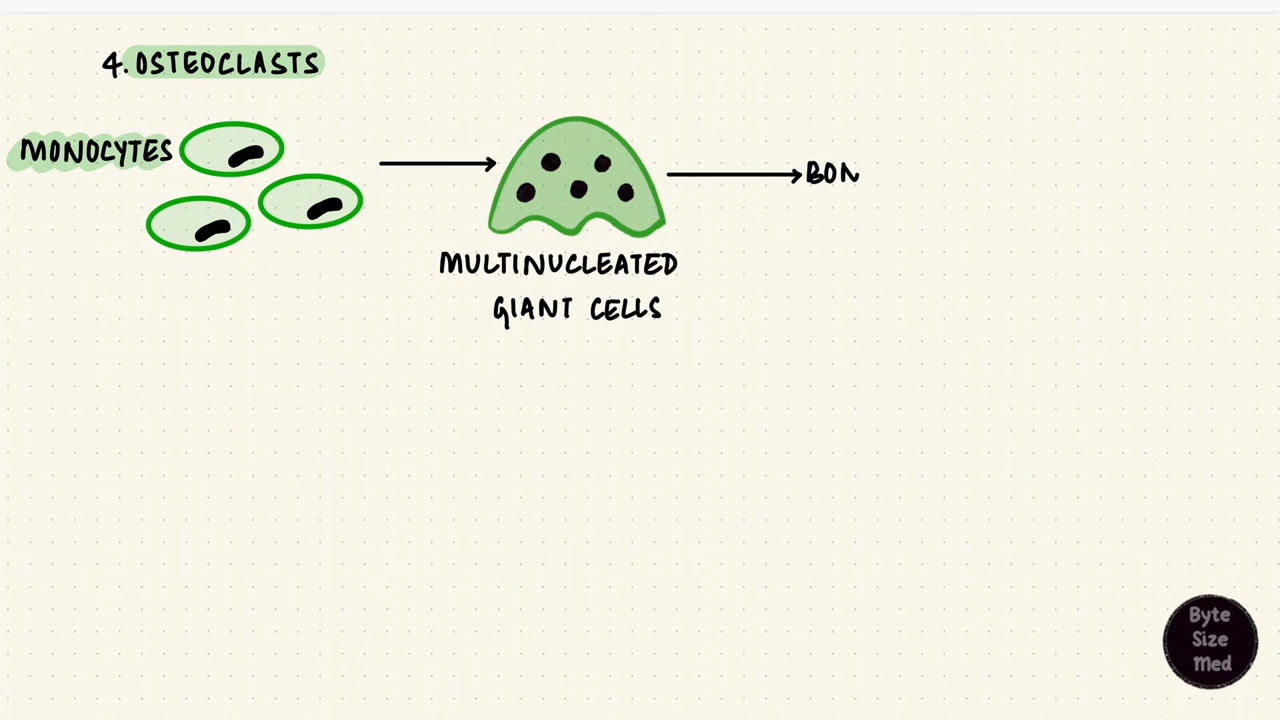 4. OSTEOCLASTS
MONOCYTES
BON
MULTINUCLEATED
GIANT CELLS
Byte
Size
Med